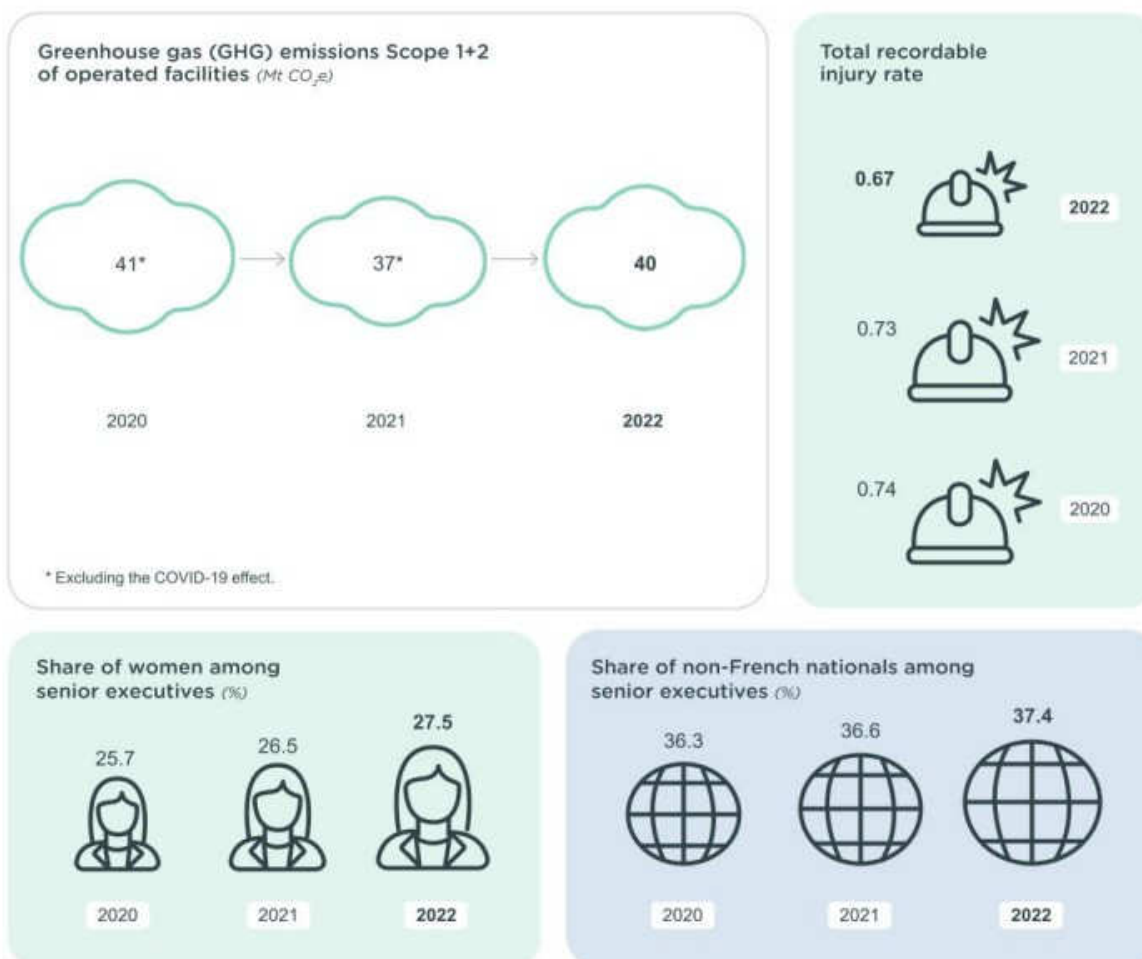 Greenhouse gas (GHG) emissions Scope 1+2
of operated facilities (Mt CO₂e)
41*
37*
40
2020
2021
2022
* Excluding the COVID-19 effect.
Total recordable
injury rate
0.67
2022
0.73
2021
0.74
2020
Share of women among
senior executives (%)
25.7
26.5
27.5
2020
2021
2022
Share of non-French nationals among
senior executives (%)
36.3
36.6
37.4
2020
2021
2022